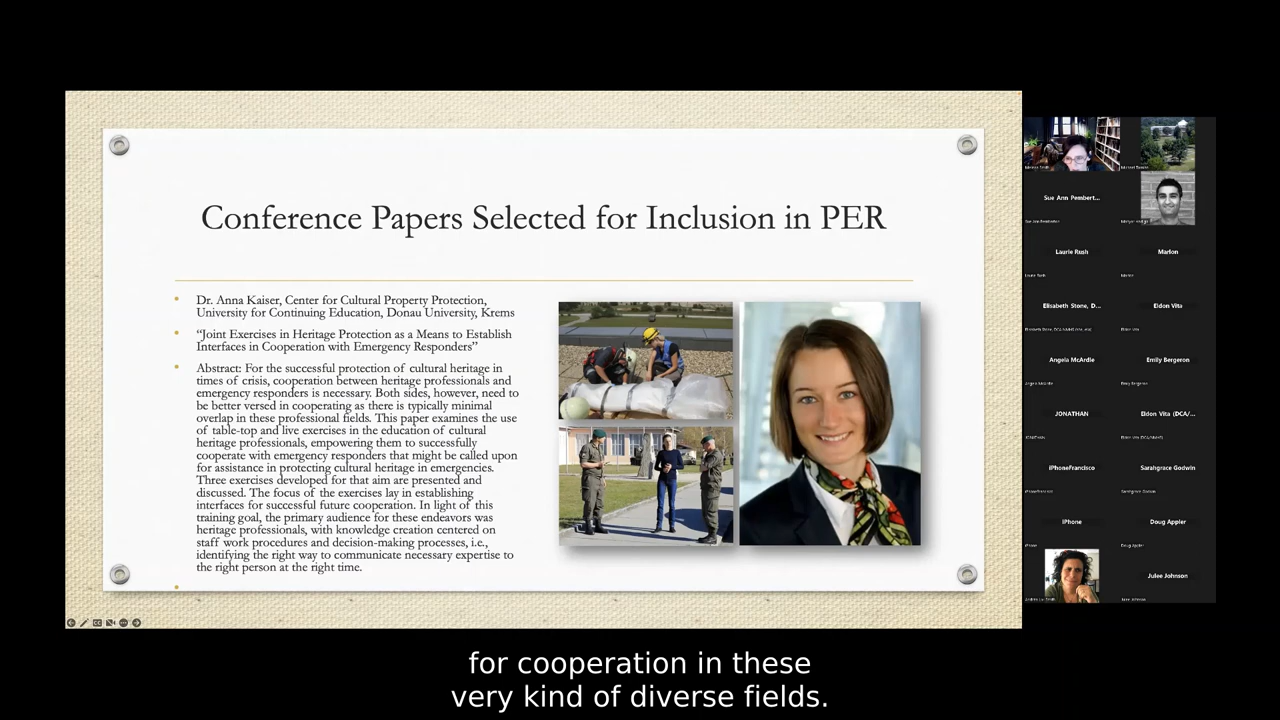 Conference Papers Selected for Inclusion in PER
Dr. Anna Kaiser, Center for Cultural Property Protection,
University for Continuing Education, Donau University, Krems
“Joint Exercises in Heritage Protection as a Means to Establish
Interfaces in Cooperation with Emergency Responders”
Abstract: For the successful protection of cultural heritage in
times of crisis, cooperation between heritage professionals and
emergency responders is necessary. Both sides, however, need to
be better versed in cooperating as there is typically minimal
overlap in these professional fields. This paper examines the use
of table-top and live exercises in the education of cultural
heritage professionals, empowering them to successfully
cooperate with emergency responders that might be called upon
for assistance in protecting cultural heritage in emergencies.
Three exercises developed for that aim are presented and
discussed. The focus of the exercises lay in establishing
interfaces for successful future cooperation. In light of this
training goal, the primary audience for these endeavors was
heritage professionals, with knowledge creation centered on
staff work procedures and decision-making processes, i.e.,
identifying the right way to communicate necessary expertise to
the right person at the right time.
Sue Ann Pembert...
Laurie Rush
Marlon
Elisabeth Stone, D...
Eldon Vita
Angela McArdle
Emily Bergeron
JONATHAN
Eldon Vita (DCA/...
iPhoneFrancisco
Sarahgrace Godwin
iPhone
Doug Appler
Julee Johnson
for cooperation in these
very kind of diverse fields.